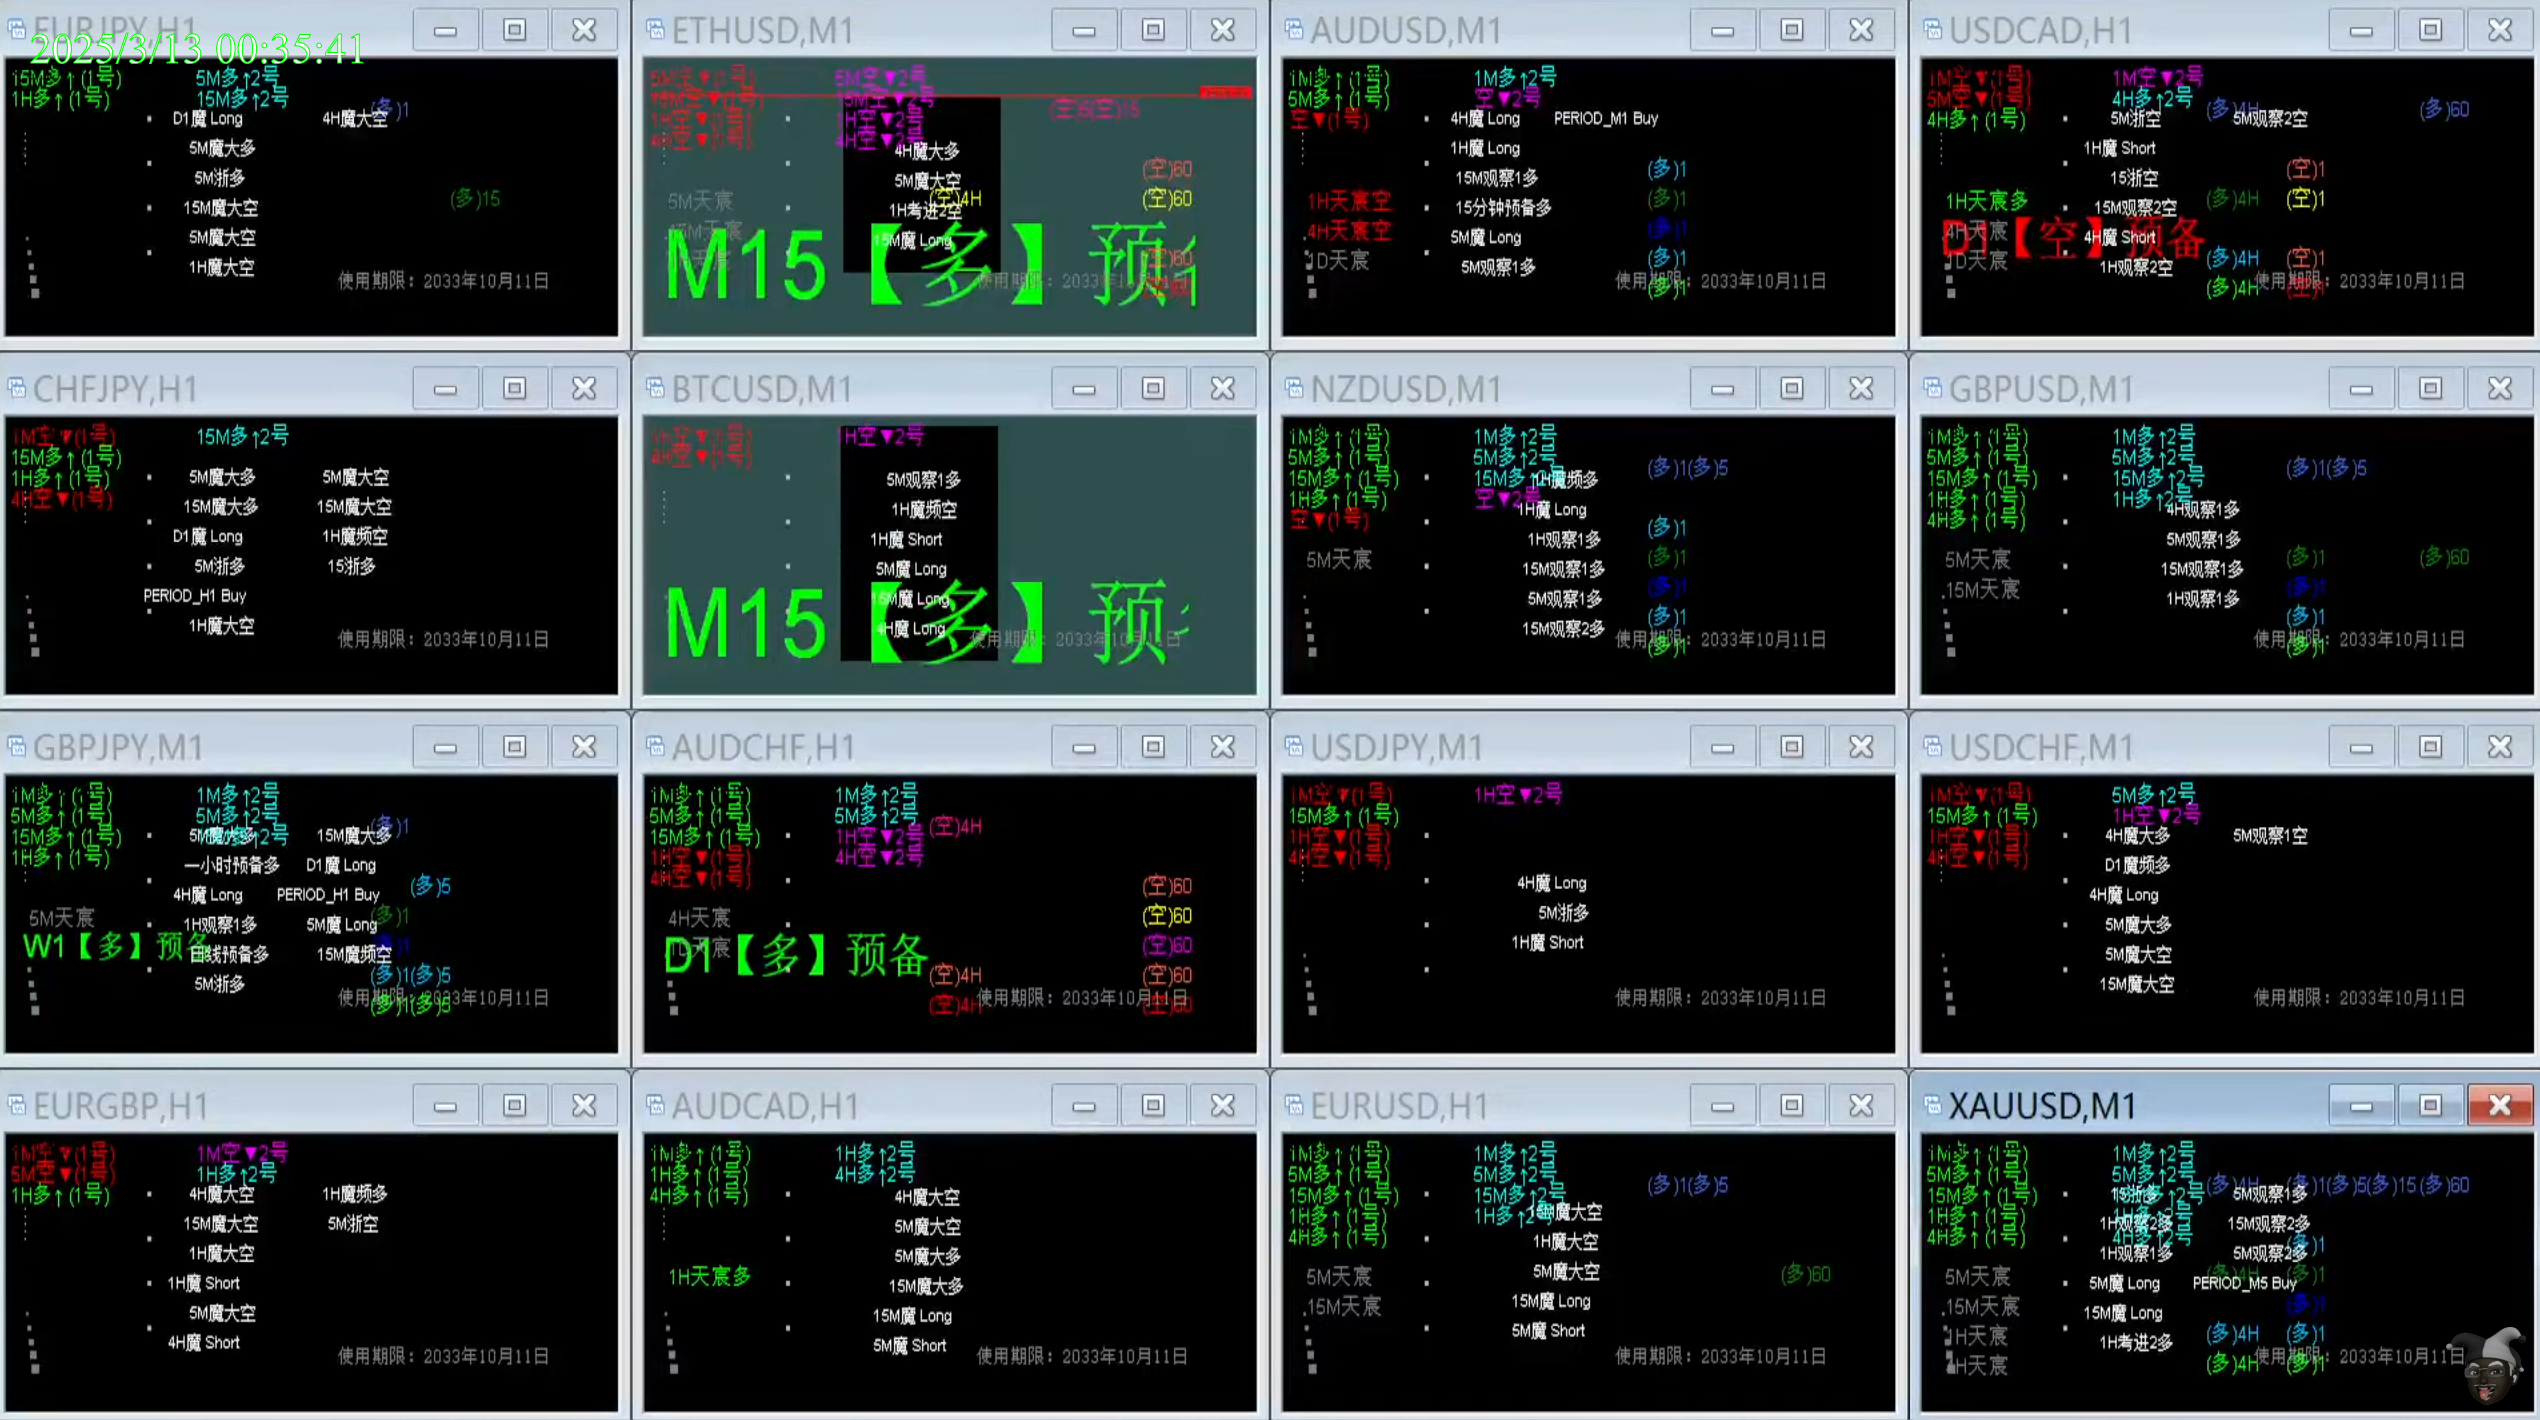 EURJPY,H1
2025/3/13 00:35:41
15M多↑(1号) 5M多↑2号
1H多↑(1号) 15M多↑2号
(多)1
D1魔 Long 4H魔大空
5M魔大多
5M浙多
(多)15
15M魔大空
5M魔大空
1H魔大空
使用期限：2033年10月11日
ETHUSD,M1
5M空▼(1号) 5M空▼2号
15M空▼(1号) 15M空▼2号
1H空▼(1号) 1H空▼2号
4H空▼(1号) 4H空▼2号
(空)5(空)15
4H魔大多
5M魔大空
(空)60
(空)4H (空)60
1H考进2空
15M魔 Long
5M天宸
15M天宸
M15【多】预
(空)60
AUDUSD,M1
1M多↑(1号) 1M多↑2号
5M多↑(1号) 空▼2号
空▼(1号)
4H魔 Long PERIOD_M1 Buy
1H魔 Long
15M观察1多 (多)1
1H天宸空 15分钟预备多 (多)1
4H天宸空 5M魔 Long (多)1
1D天宸 5M观察1多 (多)1
(多)1
使用期限：2033年10月11日
USDCAD,H1
1M空▼(1号) 1M空▼2号
5M空▼(1号) 4H多↑2号
4H多↑(1号)
(多)4H (多)60
5M浙空 5M观察2空
1H魔 Short
15浙空 (空)1
1H天宸多 15M观察2空 (多)4H (空)1
4H天宸 4H魔 Short
D1【空】预备
1D天宸 1H观察2空 (多)4H (空)1
(多)4H (空)1
使用期限：2033年10月11日
CHFJPY,H1
1M空▼(1号) 15M多↑2号
15M多↑(1号)
1H多↑(1号)
4H空▼(1号)
5M魔大多 5M魔大空
15M魔大多 15M魔大空
D1魔 Long 1H魔频空
5M浙多 15浙多
PERIOD_H1 Buy
1H魔大空
使用期限：2033年10月11日
BTCUSD,M1
1H空▼(1号) 1H空▼2号
4H空▼(1号)
5M观察1多
1H魔频空
1H魔 Short
5M魔 Long
15M魔 Long
4H魔 Long
M15【多】预
使用期限：2033年10月11日
NZDUSD,M1
1M多↑(1号) 1M多↑2号
5M多↑(1号) 5M多↑2号
15M多↑(1号) 15M多↑2号
1H多↑(1号) 空▼2号
空▼(1号)
(多)1(多)5
1H魔频多
1H魔 Long
1H观察1多 (多)1
5M天宸 15M观察1多 (多)1
5M观察1多 (多)1
15M观察2多 (多)1
(多)1
使用期限：2033年10月11日
GBPUSD,M1
1M多↑(1号) 1M多↑2号
5M多↑(1号) 5M多↑2号
15M多↑(1号) 15M多↑2号
1H多↑(1号) 1H多↑2号
4H多↑(1号)
(多)1(多)5
4H观察1多
5M观察1多
5M天宸 15M观察1多 (多)1 (多)60
15M天宸 1H观察1多 (多)1
(多)1
(多)1
使用期限：2033年10月11日
GBPJPY,M1
1M多↑(1号) 1M多↑2号
5M多↑(1号) 5M多↑2号
15M多↑(1号) 15M多↑2号
1H多↑(1号)
(多)1
5M魔大多 15M魔大多
一小时预备多 D1魔 Long
4H魔 Long PERIOD_H1 Buy (多)5
5M天宸 1H观察1多 5M魔 Long (多)1
W1【多】预备 日线预备多 15M魔频空
5M浙多 (多)1(多)5
(多)1(多)5
使用期限：2033年10月11日
AUDCHF,H1
1M多↑(1号) 1M多↑2号
5M多↑(1号) 5M多↑2号
15M多↑(1号) 1H空▼2号
1H空▼(1号) 4H空▼2号
4H空▼(1号)
(空)4H
(空)60
4H天宸 (空)60
1D天宸 (空)60
D1【多】预备
(空)4H (空)60
(空)4H (空)60
使用期限：2033年10月11日
USDJPY,M1
1M空▼(1号) 1H空▼2号
15M多↑(1号)
1H空▼(1号)
4H空▼(1号)
4H魔 Long
5M浙多
1H魔 Short
使用期限：2033年10月11日
USDCHF,M1
1M空▼(1号) 5M多↑2号
15M多↑(1号) 1H空▼2号
1H空▼(1号)
4H空▼(1号)
4H魔大多 5M观察1空
D1魔频多
4H魔 Long
5M魔大多
5M魔大空
15M魔大空
使用期限：2033年10月11日
EURGBP,H1
1M空▼(1号) 1M空▼2号
5M空▼(1号) 1H多↑2号
1H多↑(1号)
4H魔大空 1H魔频多
15M魔大空 5M浙空
1H魔大空
1H魔 Short
5M魔大空
4H魔 Short
使用期限：2033年10月11日
AUDCAD,H1
1M多↑(1号) 1H多↑2号
1H多↑(1号) 4H多↑2号
4H多↑(1号)
4H魔大空
5M魔大空
5M魔大多
1H天宸多 15M魔大多
15M魔 Long
5M魔 Short
使用期限：2033年10月11日
EURUSD,H1
1M多↑(1号) 1M多↑2号
5M多↑(1号) 5M多↑2号
15M多↑(1号) 15M多↑2号
1H多↑(1号) 1H多↑2号
4H多↑(1号)
(多)1(多)5
15M魔大空
1H魔大空
5M天宸 5M魔大空 (多)60
15M天宸 15M魔 Long
5M魔 Short
使用期限：2033年10月11日
XAUUSD,M1
1M多↑(1号) 1M多↑2号
5M多↑(1号) 5M多↑2号
15M多↑(1号) 15M多↑2号
1H多↑(1号) 1H多↑2号
4H多↑(1号) 4H多↑2号
(多)4H (多)1(多)5(多)15(多)60
15浙多 5M观察1多
1H观察2多 15M观察2多
1H观察1多 5M观察2多 (多)1
5M天宸 5M魔 Long PERIOD_M5 Buy (多)4H (多)1
15M天宸 15M魔 Long (多)1
1H天宸 1H考进2多 (多)4H (多)1
4H天宸 (多)4H (多)1
使用期限：2033年10月11日